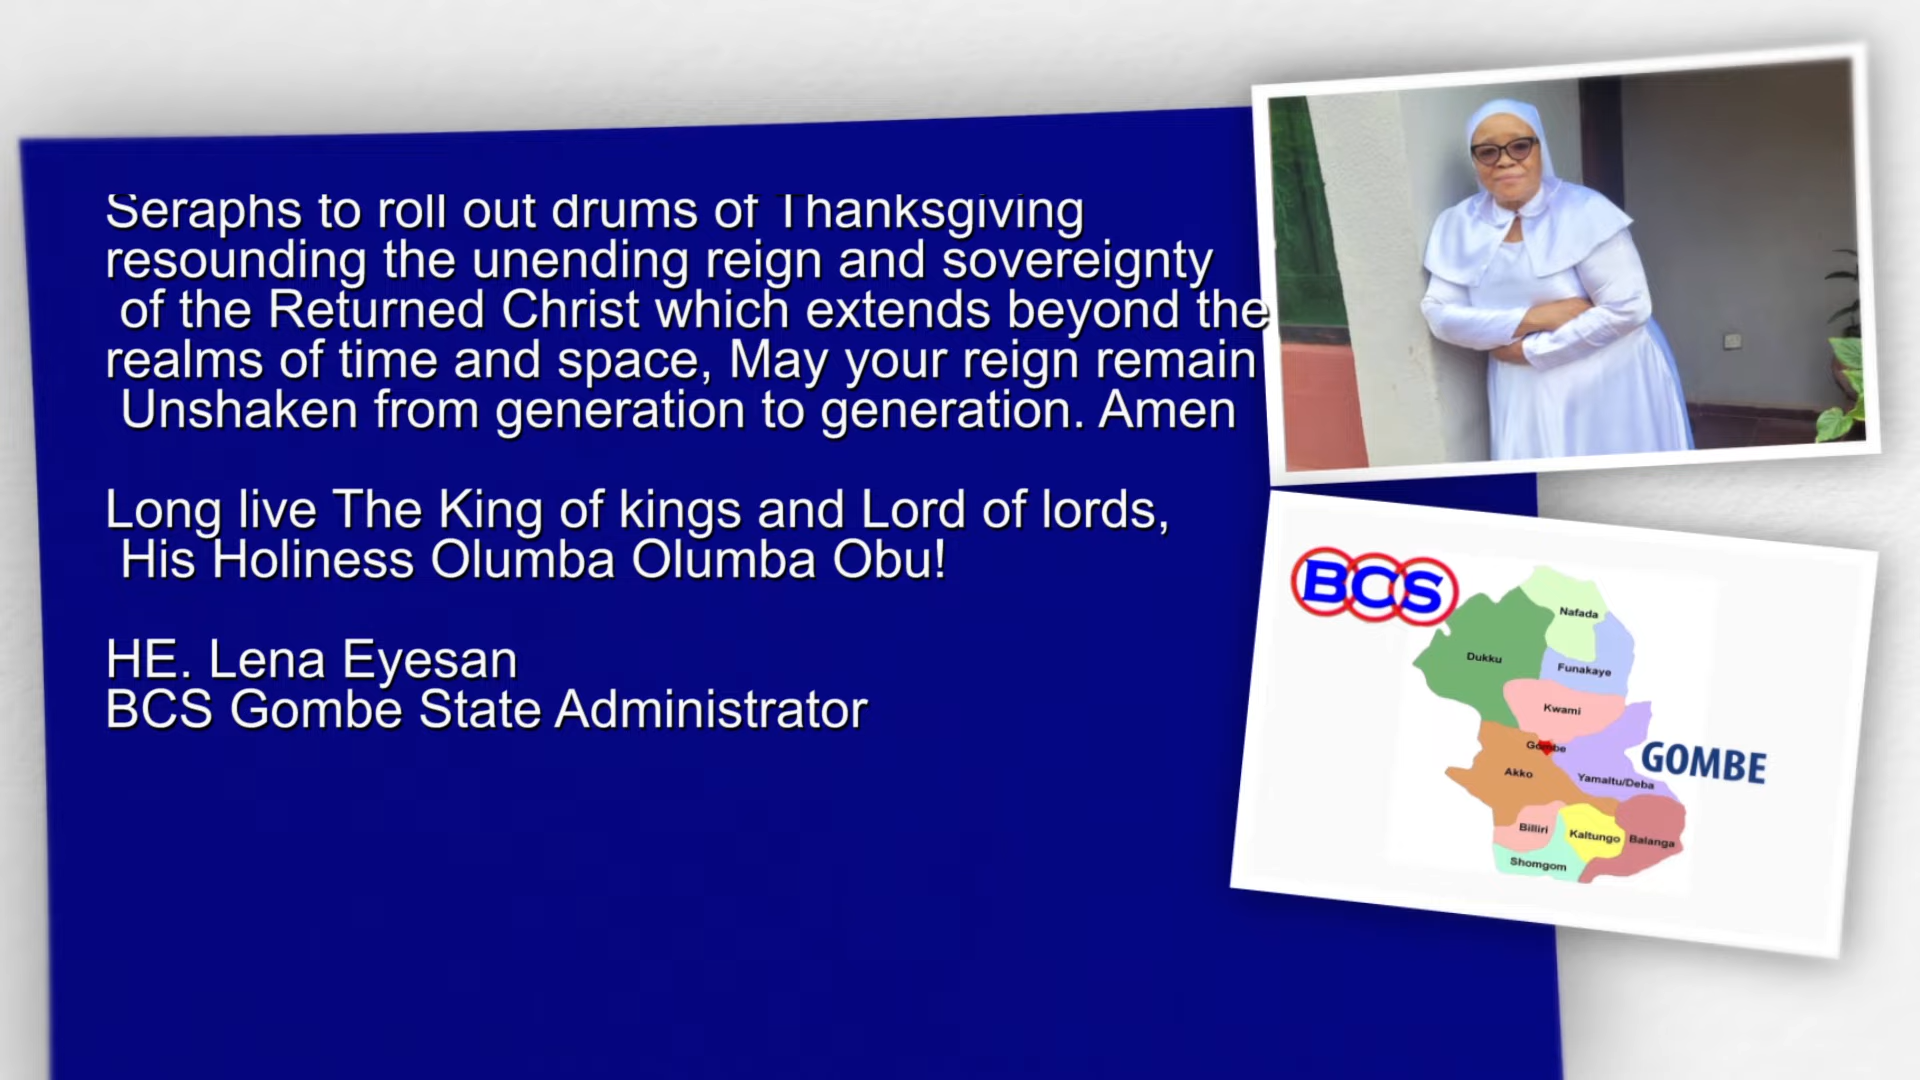 Seraphs to roll out drums of Thanksgiving
resounding the unending reign and sovereignty
of the Returned Christ which extends beyond the
realms of time and space, May your reign remain
Unshaken from generation to generation. Amen
Long live The King of kings and Lord of lords,
His Holiness Olumba Olumba Obu!
HE. Lena Eyesan
BCS Gombe State Administrator
BCS
Nafada
Dukku
Funakaye
Kwami
Gombe
GOMBE
Akko
Yamaltu/Deba
Billiri
Kaltungo
Balanga
Shomgom